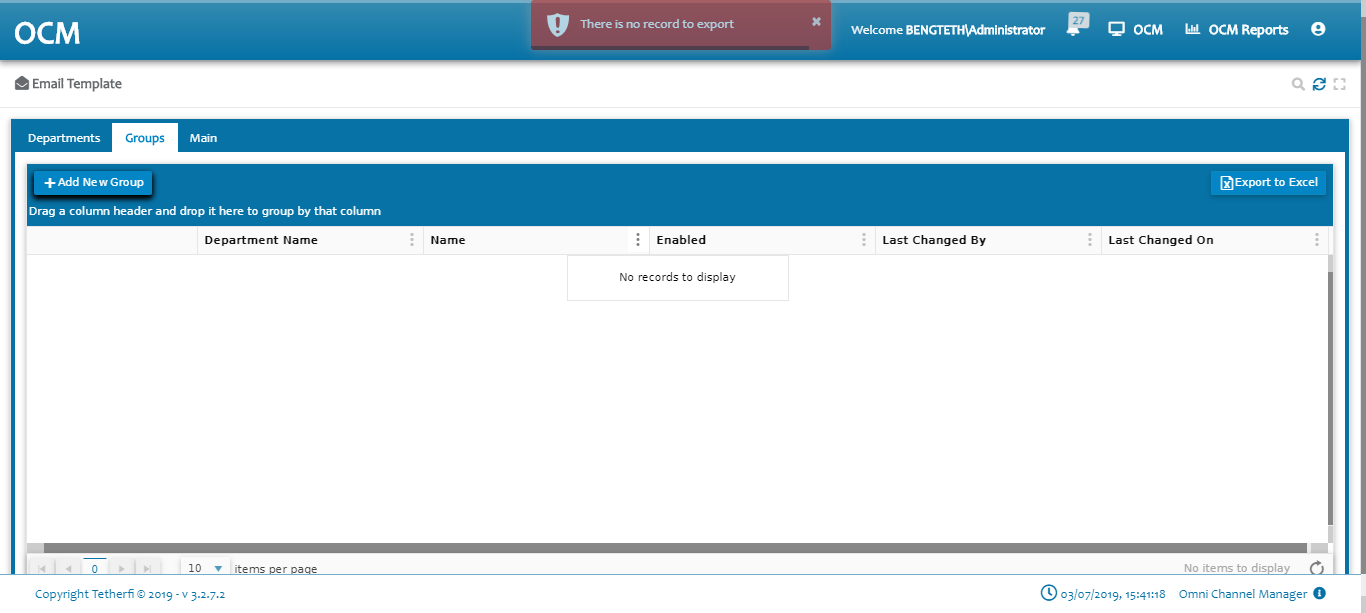 OCM
There is no record to export
Welcome BENGTETH\Administrator
27
OCM
OCM Reports
Email Template
Departments
Groups
Main
Add New Group
Export to Excel
Drag a column header and drop it here to group by that column
Department Name
Name
Enabled
Last Changed By
Last Changed On
No records to display
0
10
items per page
No items to display
Copyright Tetherfi © 2019 - v 3.2.7.2
03/07/2019, 15:41:18
Omni Channel Manager